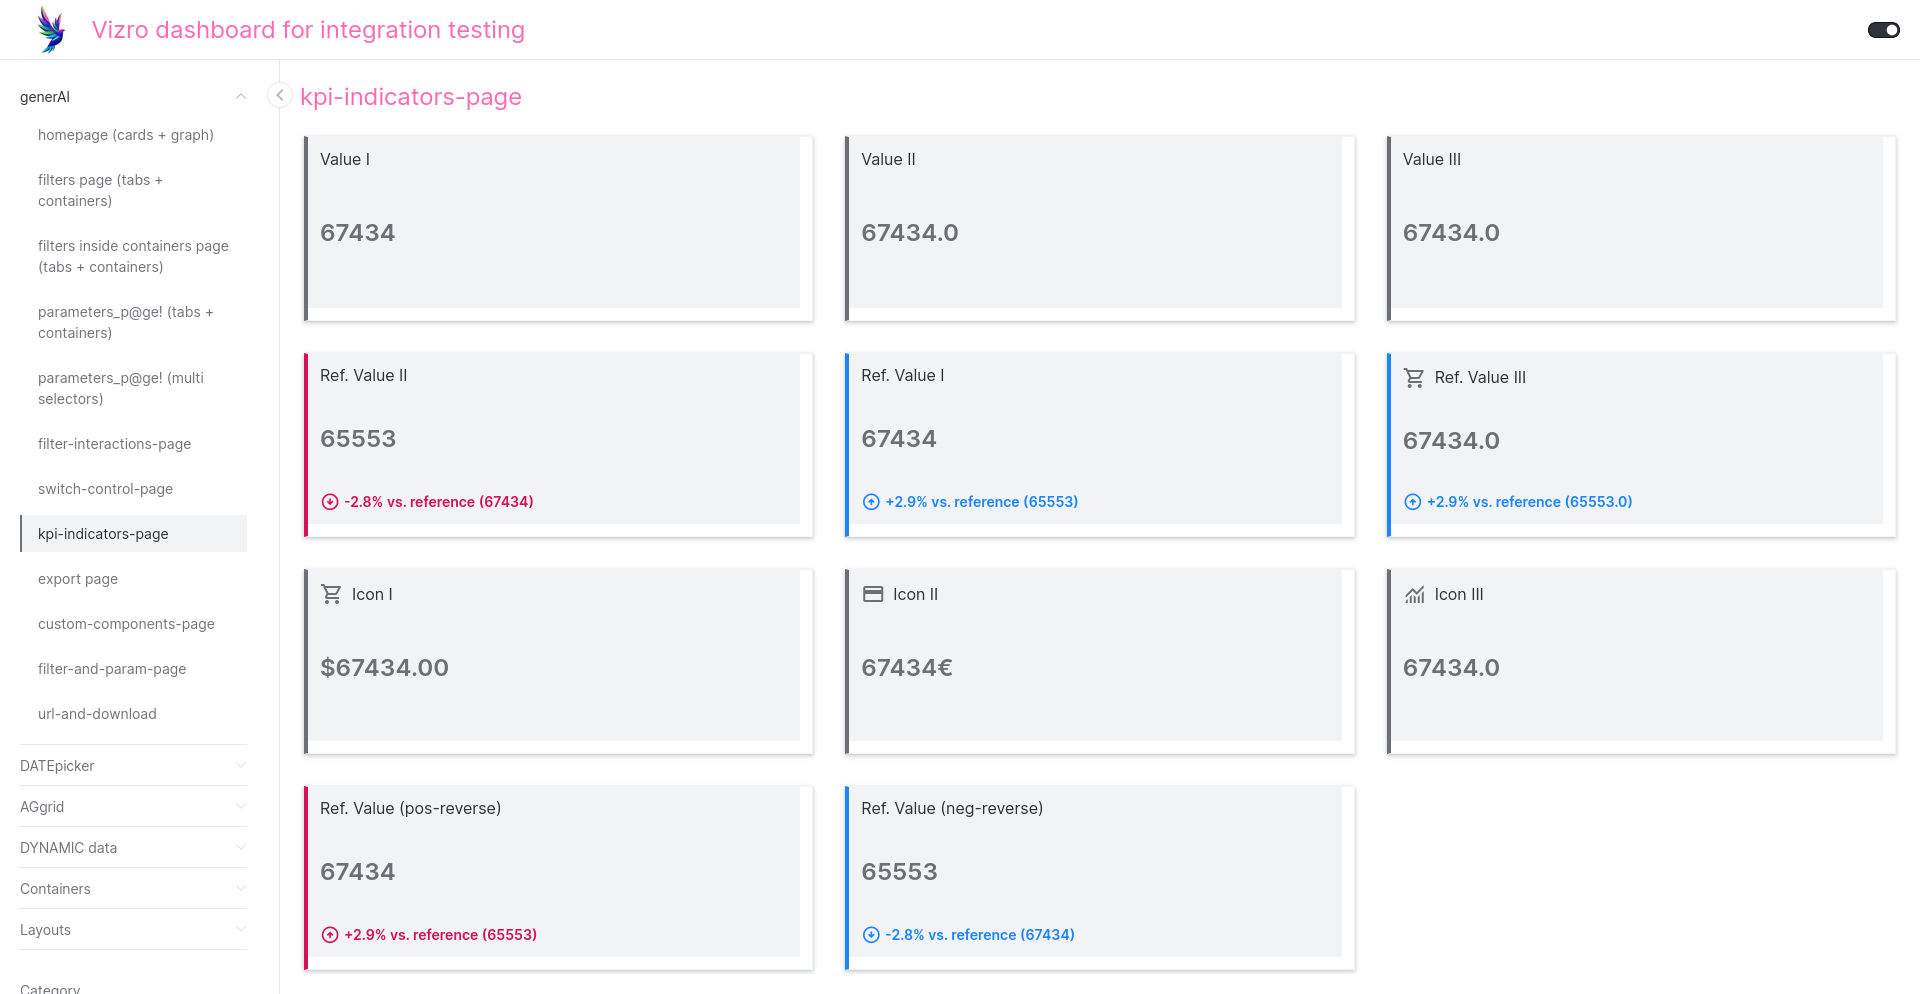 Vizro dashboard for integration testing
generAI
homepage (cards + graph)
filters page (tabs +
containers)
filters inside containers page
(tabs + containers)
parameters_p@ge! (tabs +
containers)
parameters_p@ge! (multi
selectors)
filter-interactions-page
switch-control-page
kpi-indicators-page
export page
custom-components-page
filter-and-param-page
url-and-download
DATEpicker
AGgrid
DYNAMIC data
Containers
Layouts
Category
kpi-indicators-page
Value I
67434
Value II
67434.0
Value III
67434.0
Ref. Value II
65553
-2.8% vs. reference (67434)
Ref. Value I
67434
+2.9% vs. reference (65553)
Ref. Value III
67434.0
+2.9% vs. reference (65553.0)
Icon I
$67434.00
Icon II
67434€
Icon III
67434.0
Ref. Value (pos-reverse)
67434
+2.9% vs. reference (65553)
Ref. Value (neg-reverse)
65553
-2.8% vs. reference (67434)